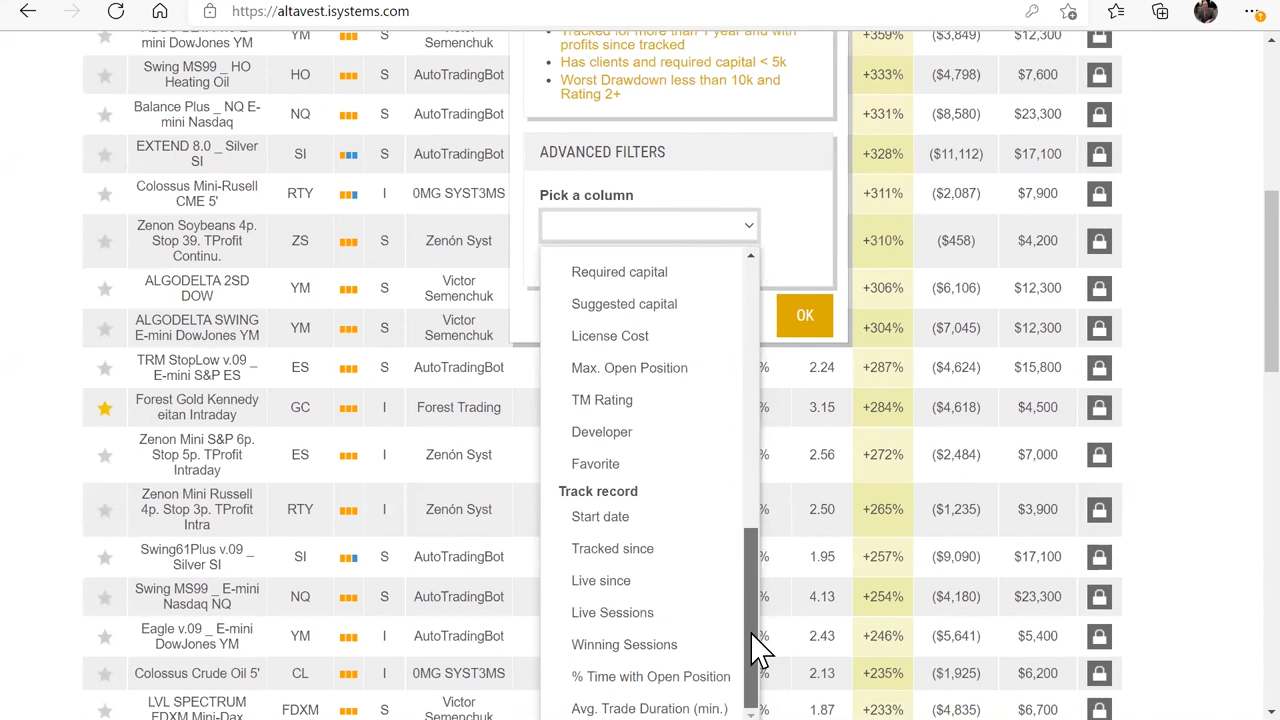 https://altavest.isystems.com
ALGO DELTA 2 E-
mini DowJones YM
YM
S
Victor
Semenchuk
+359%
($3,849)
$12,300
Swing MS99 _ HO
Heating Oil
HO
S
AutoTradingBot
+333%
($4,798)
$7,600
Balance Plus _ NQ E-
mini Nasdaq
NQ
S
AutoTradingBot
+331%
($8,580)
$23,300
EXTEND 8.0 _ Silver
SI
SI
S
AutoTradingBot
+328%
($11,112)
$17,100
Colossus Mini-Rusell
CME 5'
RTY
I
0MG SYST3MS
+311%
($2,087)
$7,900
Zenon Soybeans 4p.
Stop 39. TProfit
Continu.
ZS
S
Zenón Syst
+310%
($458)
$4,200
ALGODELTA 2SD
DOW
YM
S
Victor
Semenchuk
+306%
($6,106)
$12,300
ALGODELTA SWING
E-mini DowJones YM
YM
S
Victor
Semenchuk
+304%
($7,045)
$12,300
TRM StopLow v.09 _
E-mini S&P ES
ES
S
AutoTradingBot
%
2.24
+287%
($4,624)
$15,800
Forest Gold Kennedy
eitan Intraday
GC
I
Forest Trading
%
3.15
+284%
($4,618)
$4,500
Zenon Mini S&P 6p.
Stop 5p. TProfit
Intraday
ES
I
Zenón Syst
%
2.56
+272%
($2,484)
$7,000
Zenon Mini Russell
4p. Stop 3p. TProfit
Intra
RTY
I
Zenón Syst
%
2.50
+265%
($1,235)
$3,900
Swing61Plus v.09 _
Silver SI
SI
S
AutoTradingBot
%
1.95
+257%
($9,090)
$17,100
Swing MS99 _ E-mini
Nasdaq NQ
NQ
S
AutoTradingBot
%
4.13
+254%
($4,180)
$23,300
Eagle v.09 _ E-mini
DowJones YM
YM
S
AutoTradingBot
%
2.43
+246%
($5,641)
$5,400
Colossus Crude Oil 5'
CL
I
0MG SYST3MS
%
2.13
+235%
($1,925)
$6,200
LVL SPECTRUM
FDXM Mini-Dax
FDXM
I
Victor
Semenchuk
%
1.87
+233%
($4,835)
$6,700
Tracked for more than 1 year and with
profits since tracked
Has clients and required capital < 5k
Worst Drawdown less than 10k and
Rating 2+
ADVANCED FILTERS
Pick a column
OK
Required capital
Suggested capital
License Cost
Max. Open Position
TM Rating
Developer
Favorite
Track record
Start date
Tracked since
Live since
Live Sessions
Winning Sessions
% Time with Open Position
Avg. Trade Duration (min.)